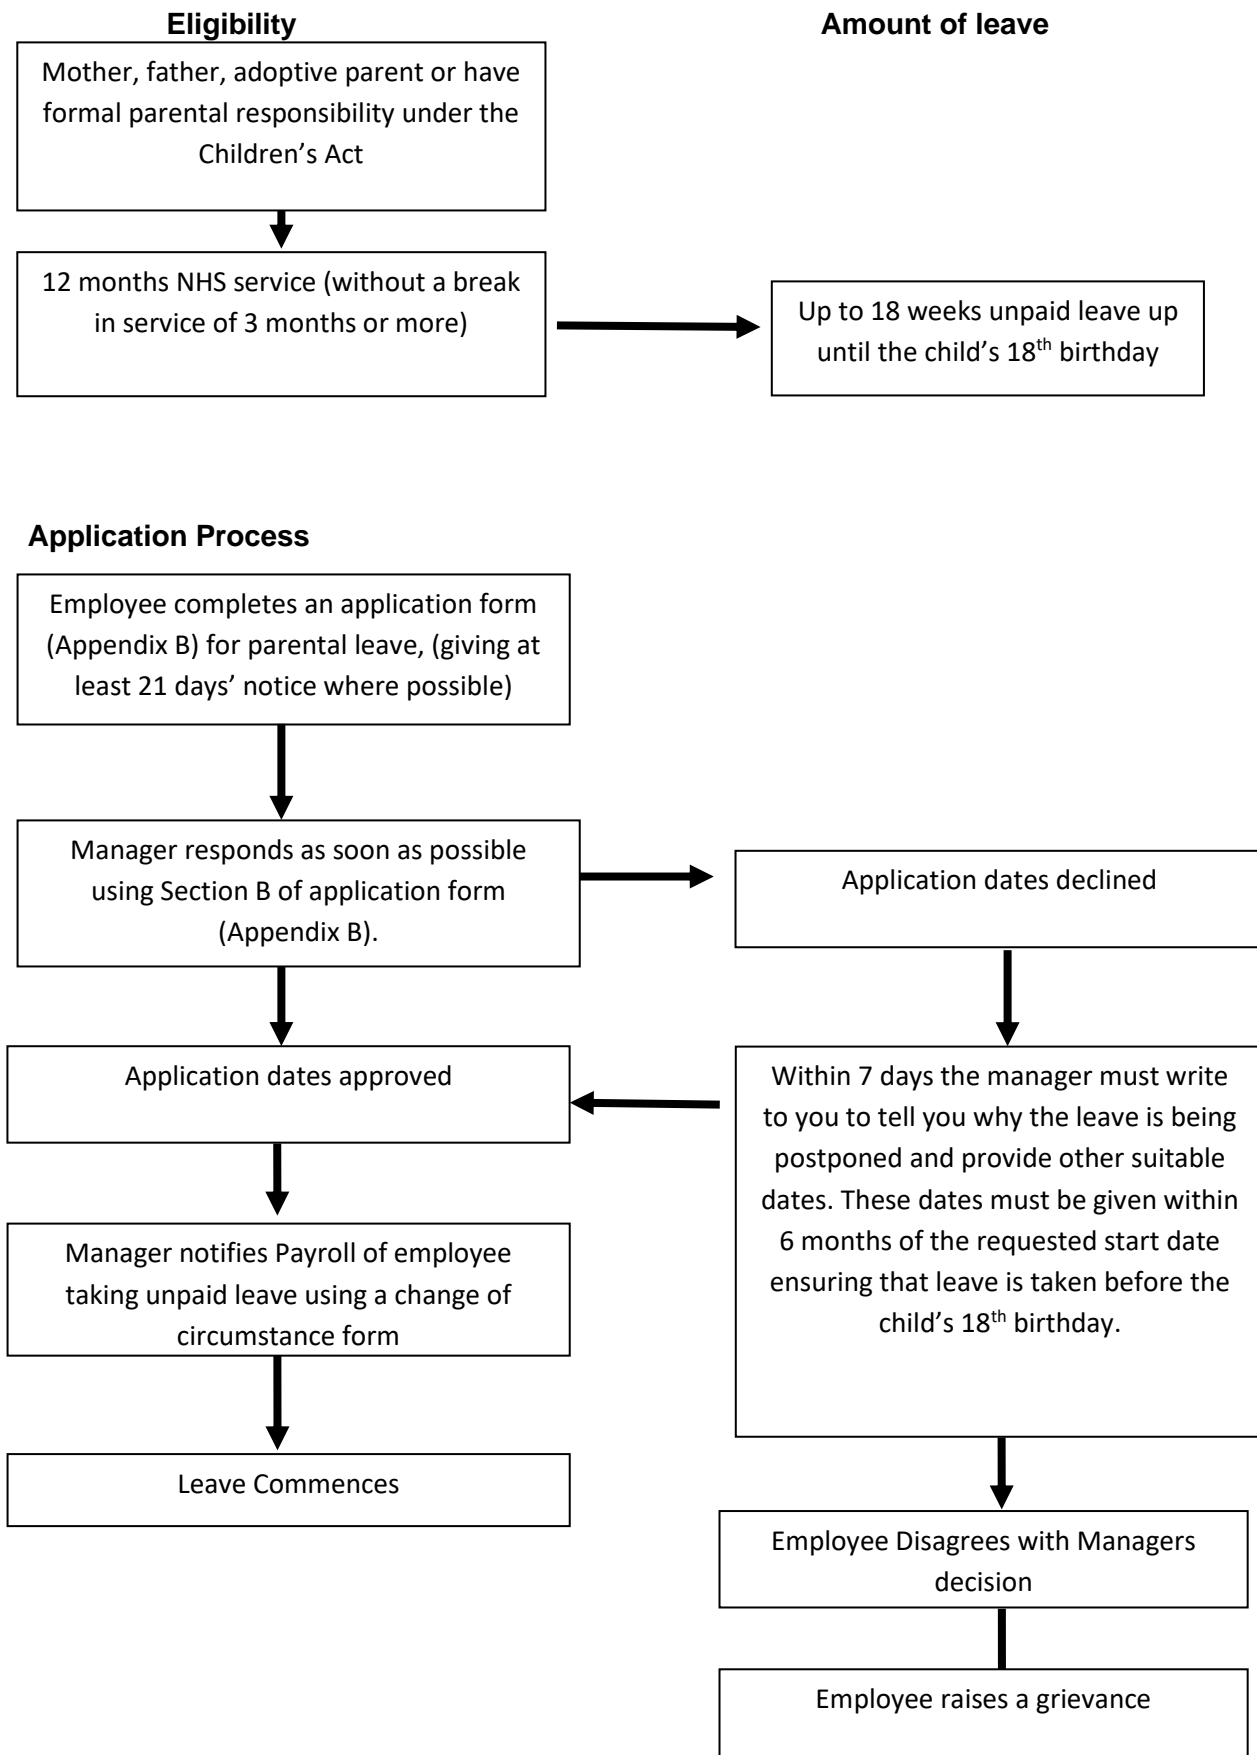 Eligibility
Amount of leave
Mother, father, adoptive parent or have
formal parental responsibility under the
Children’s Act
12 months NHS service (without a break
in service of 3 months or more)
Up to 18 weeks unpaid leave up
until the child’s 18th birthday
Application Process
Employee completes an application form
(Appendix B) for parental leave, (giving at
least 21 days’ notice where possible)
Manager responds as soon as possible
using Section B of application form
(Appendix B).
Application dates declined
Application dates approved
Within 7 days the manager must write
to you to tell you why the leave is being
postponed and provide other suitable
dates. These dates must be given within
6 months of the requested start date
ensuring that leave is taken before the
child’s 18th birthday.
Manager notifies Payroll of employee
taking unpaid leave using a change of
circumstance form
Leave Commences
Employee Disagrees with Managers
decision
Employee raises a grievance